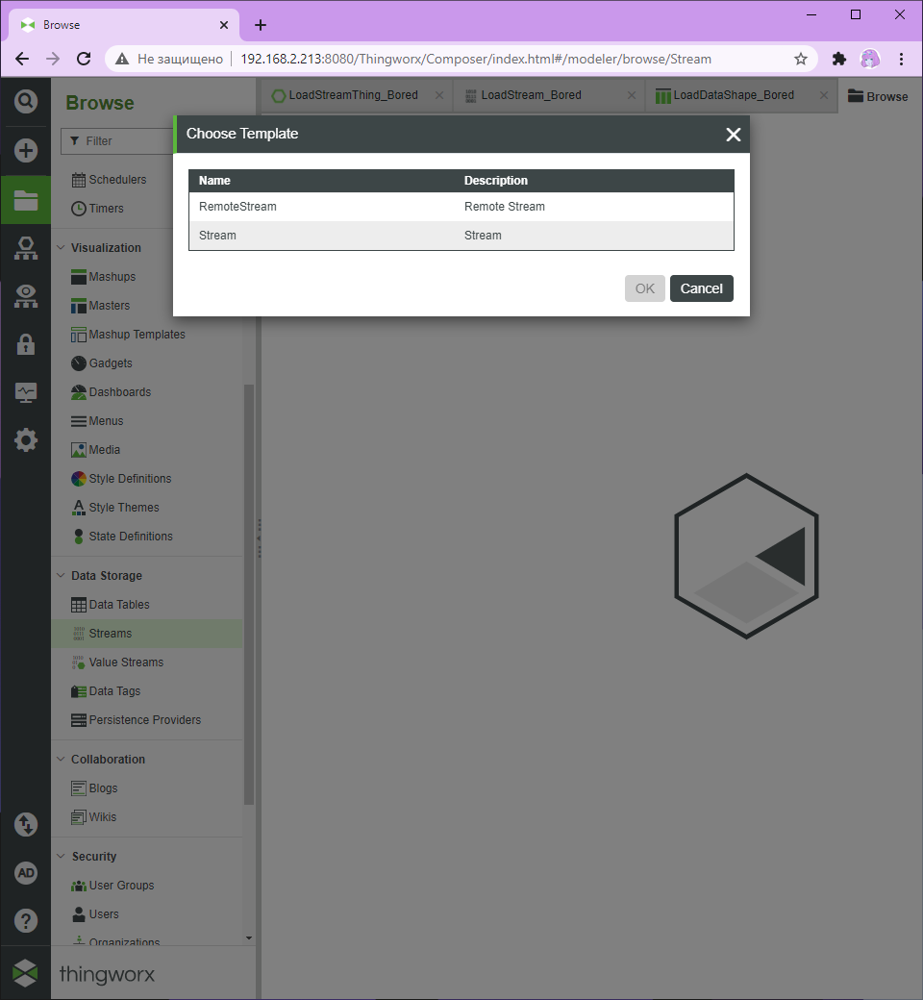 Browse
Не защищено
192.168.2.213:8080/Thingworx/Composer/index.html#/modeler/browse/Stream
Browse
LoadStreamThing_Bored
LoadStream_Bored
LoadDataShape_Bored
Browse
Filter
Choose Template
Name Description
RemoteStream Remote Stream
Stream Stream
OK Cancel
Schedulers
Timers
Visualization
Mashups
Masters
Mashup Templates
Gadgets
Dashboards
Menus
Media
Style Definitions
Style Themes
State Definitions
Data Storage
Data Tables
Streams
Value Streams
Data Tags
Persistence Providers
Collaboration
Blogs
Wikis
Security
User Groups
Users
Organizations
AD
thingworx